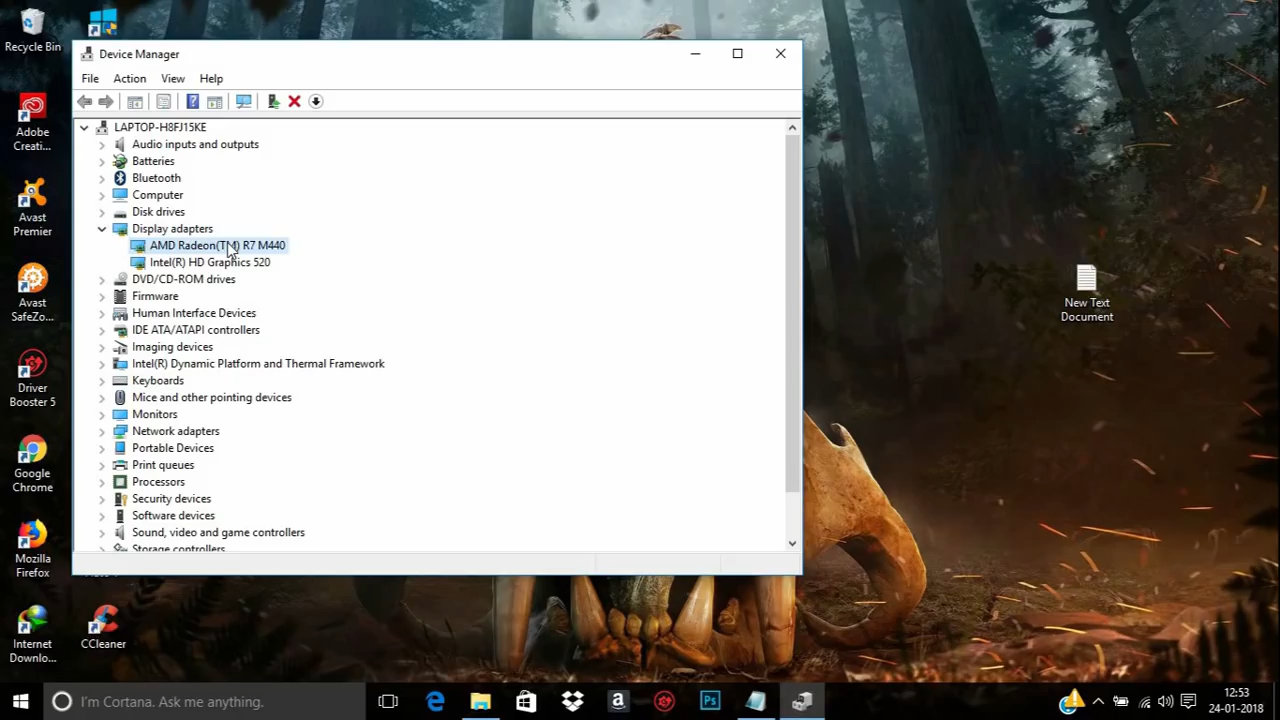 Recycle Bin
Adobe
Creati...
Avast
Premier
Avast
SafeZo...
Driver
Booster 5
Google
Chrome
Mozilla
Firefox
Internet
Downlo...
CCleaner
Device Manager
File Action View Help
LAPTOP-H8FJ15KE
Audio inputs and outputs
Batteries
Bluetooth
Computer
Disk drives
Display adapters
AMD Radeon(TM) R7 M440
Intel(R) HD Graphics 520
DVD/CD-ROM drives
Firmware
Human Interface Devices
IDE ATA/ATAPI controllers
Imaging devices
Intel(R) Dynamic Platform and Thermal Framework
Keyboards
Mice and other pointing devices
Monitors
Network adapters
Portable Devices
Print queues
Processors
Security devices
Software devices
Sound, video and game controllers
Storage controllers
New Text
Document
I'm Cortana. Ask me anything.
a
Ps
12:53
24-01-2018